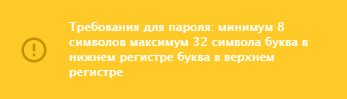 Требования для пароля: минимум 8
символов максимум 32 символа буква в
нижнем регистре буква в верхнем
регистре